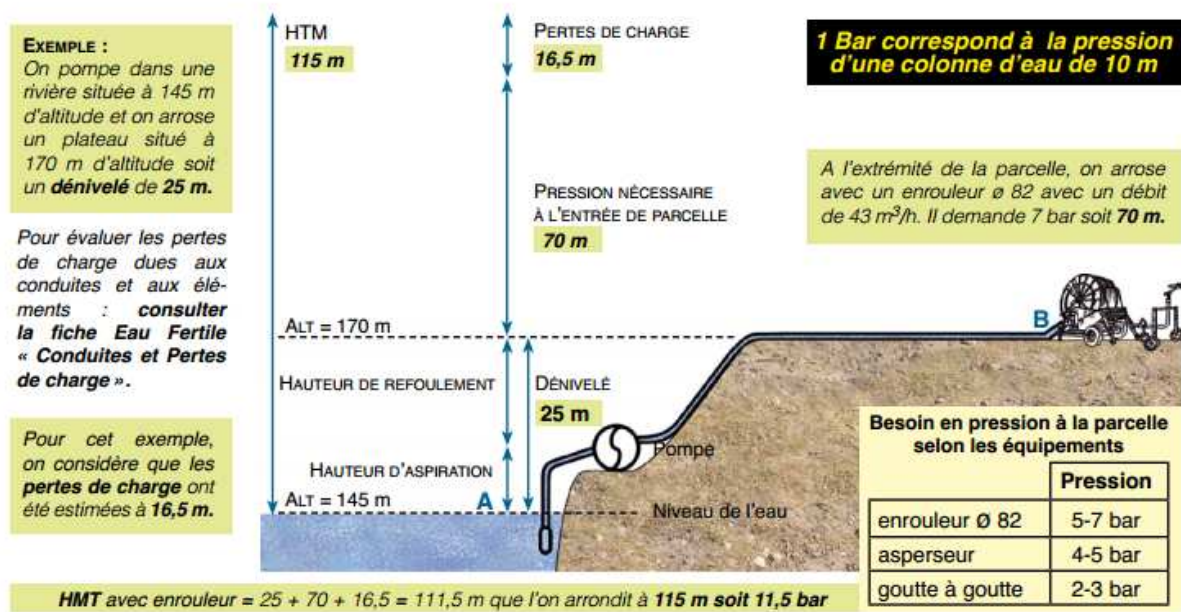 EXEMPLE :
On pompe dans une
rivière située à 145 m
d'altitude et on arrose
un plateau situé à
170 m d'altitude soit
un dénivelé de 25 m.
Pour évaluer les pertes
de charge dues aux
conduites et aux élé-
ments : consulter
la fiche Eau Fertile
« Conduites et Pertes
de charge ».
Pour cet exemple,
on considère que les
pertes de charge ont
été estimées à 16,5 m.
HTM
115 m
PERTES DE CHARGE
16,5 m
PRESSION NÉCESSAIRE
À L'ENTRÉE DE PARCELLE
70 m
ALT = 170 m
HAUTEUR DE REFOULEMENT
DÉNIVELÉ
25 m
HAUTEUR D'ASPIRATION
ALT = 145 m
A
Pompe
Niveau de l'eau
B
1 Bar correspond à la pression
d'une colonne d'eau de 10 m
A l'extrémité de la parcelle, on arrose
avec un enrouleur ø 82 avec un débit
de 43 m³/h. Il demande 7 bar soit 70 m.
Besoin en pression à la parcelle
selon les équipements
Pression
enrouleur Ø 82 5-7 bar
asperseur 4-5 bar
goutte à goutte 2-3 bar
HMT avec enrouleur = 25 + 70 + 16,5 = 111,5 m que l'on arrondit à 115 m soit 11,5 bar